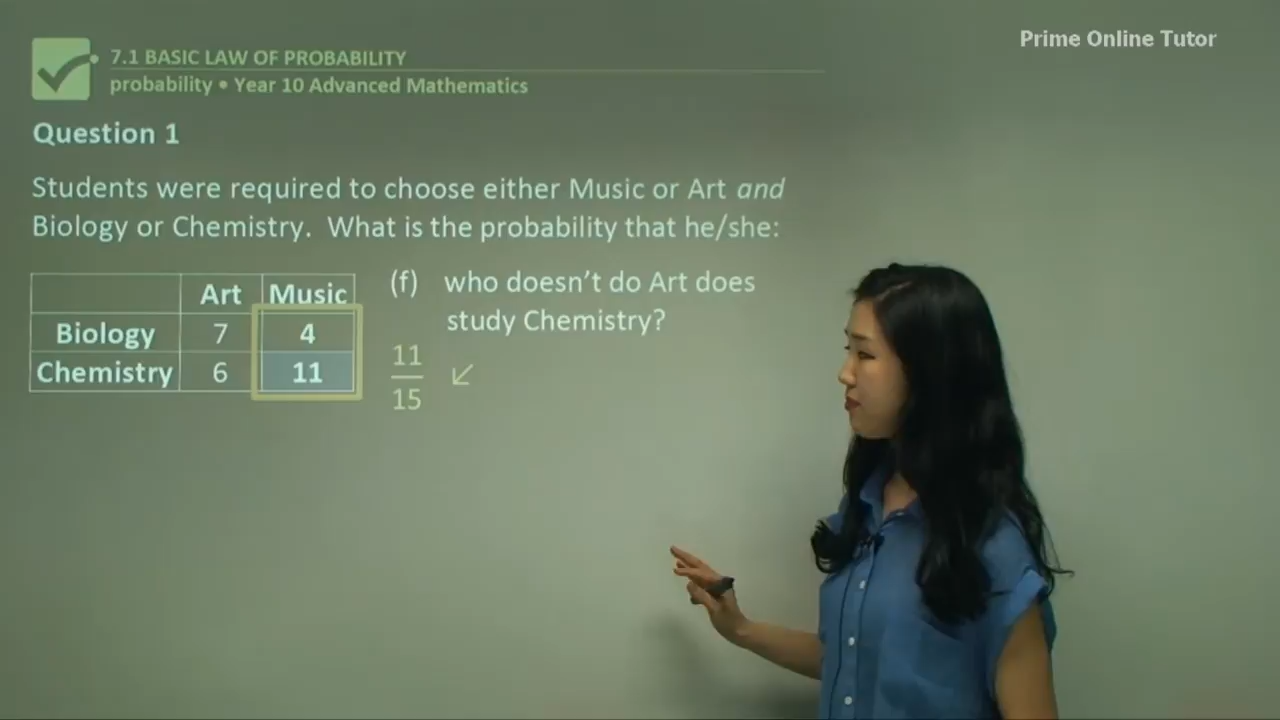 Prime Online Tutor
7.1 BASIC LAW OF PROBABILITY
probability • Year 10 Advanced Mathematics
Question 1
Students were required to choose either Music or Art and
Biology or Chemistry. What is the probability that he/she:
Art Music
Biology 7 4
Chemistry 6 11
(f) who doesn't do Art does
study Chemistry?
11
15